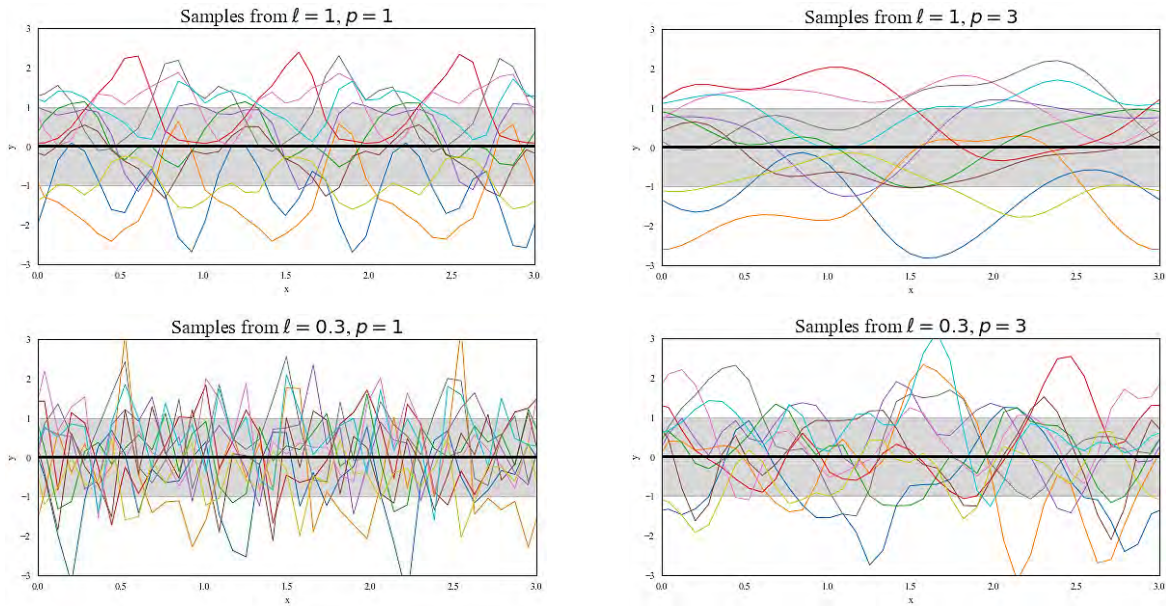 Samples from ℓ = 1, p = 1
3
2
1
0
−1
−2
−3
y
0.0 0.5 1.0 1.5 2.0 2.5 3.0
x
Samples from ℓ = 1, p = 3
3
2
1
0
−1
−2
−3
y
0.0 0.5 1.0 1.5 2.0 2.5 3.0
x
Samples from ℓ = 0.3, p = 1
3
2
1
0
−1
−2
−3
y
0.0 0.5 1.0 1.5 2.0 2.5 3.0
x
Samples from ℓ = 0.3, p = 3
3
2
1
0
−1
−2
−3
y
0.0 0.5 1.0 1.5 2.0 2.5 3.0
x